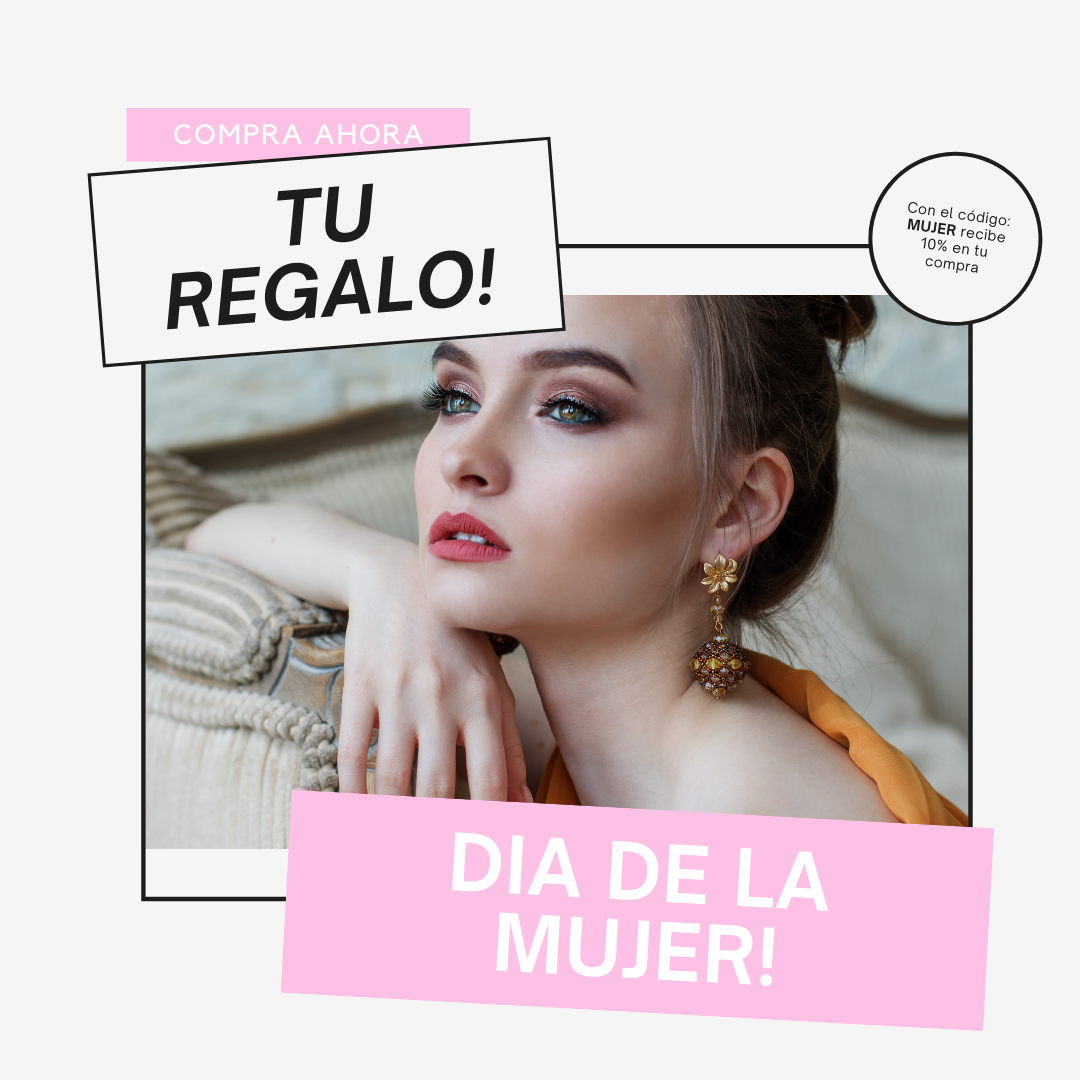 COMPRA AHORA
TU
REGALO!
Con el código:
MUJER recibe
10% en tu
compra
DIA DE LA
MUJER!